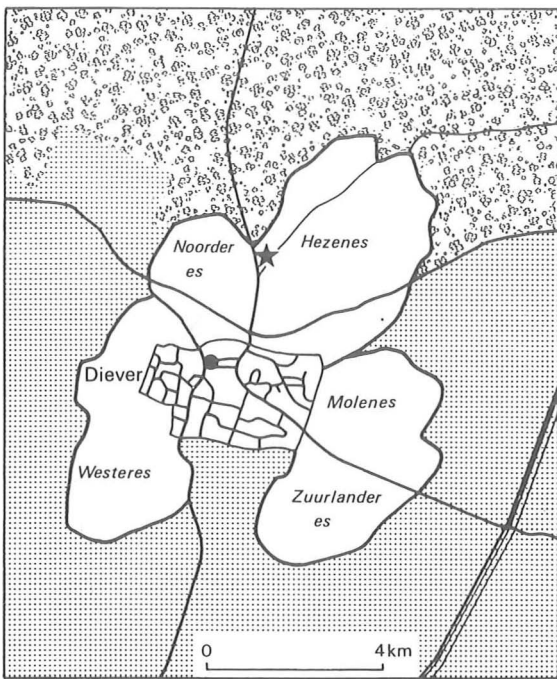 Noorder
es
Hezenes
Diever
Molenes
Westeres
Zuurlander
es
0 4 km